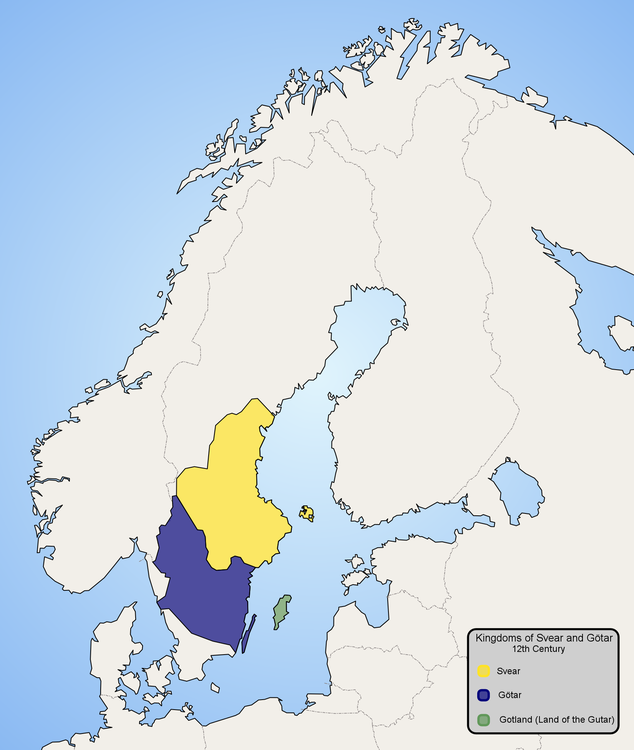 Kingdoms of Svear and Götar
12th Century
Svear
Götar
Gotland (Land of the Gutar)